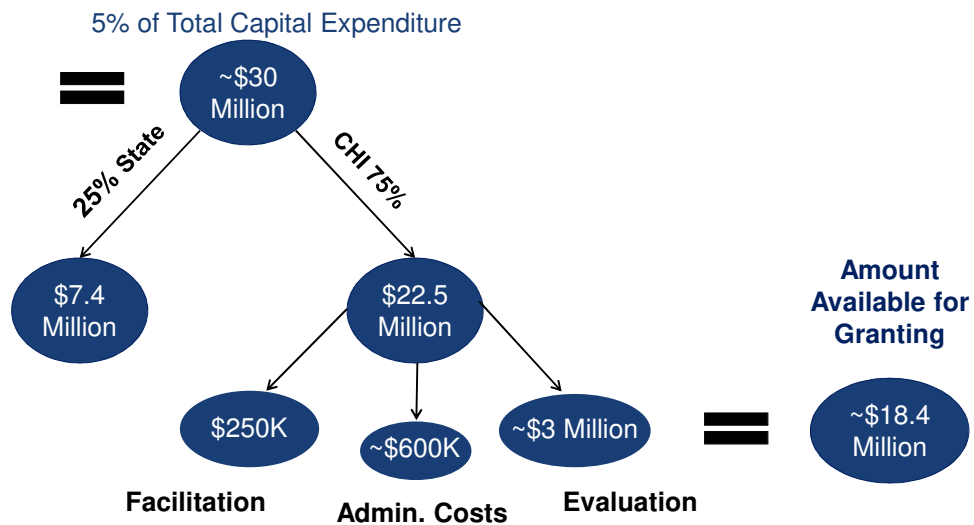 5% of Total Capital Expenditure
~$30
Million
25% State
CHI 75%
$7.4
Million
$22.5
Million
Amount
Available for
Granting
$250K
~$600K
~$3 Million
~$18.4
Million
Facilitation
Admin. Costs
Evaluation